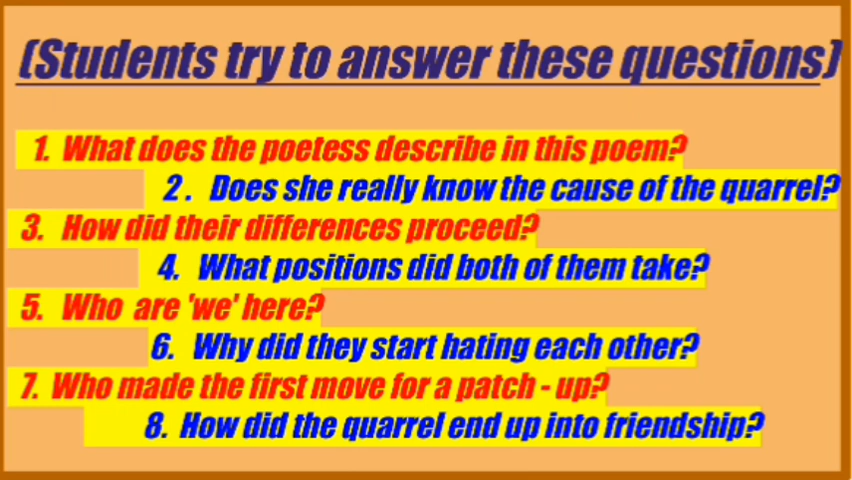 (Students try to answer these questions)
1. What does the poetess describe in this poem?
2. Does she really know the cause of the quarrel?
3. How did their differences proceed?
4. What positions did both of them take?
5. Who are 'we' here?
6. Why did they start hating each other?
7. Who made the first move for a patch - up?
8. How did the quarrel end up into friendship?